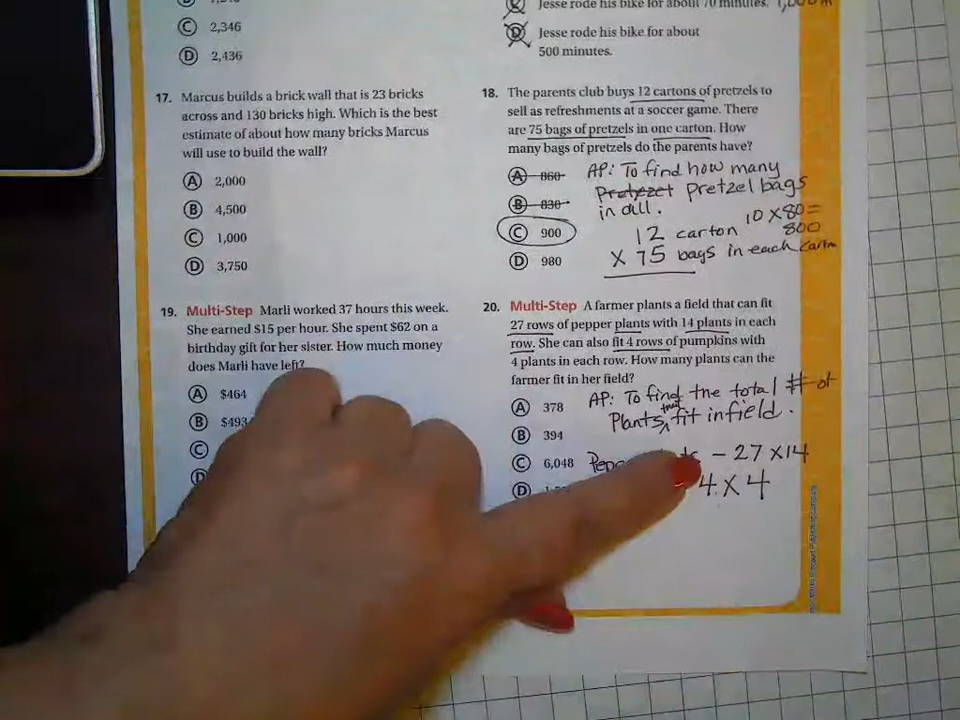 C 2,346
D 2,436
Jesse rode his bike for about 70 minutes.
D Jesse rode his bike for about
500 minutes.
17. Marcus builds a brick wall that is 23 bricks
across and 130 bricks high. Which is the best
estimate of about how many bricks Marcus
will use to build the wall?
A 2,000
B 4,500
C 1,000
D 3,750
18. The parents club buys 12 cartons of pretzels to
sell as refreshments at a soccer game. There
are 75 bags of pretzels in one carton. How
many bags of pretzels do the parents have?
A 860
B 830
C 900
D 980
AP: To find how many
pretzel bags
in all.
10 X 80 =
800
12 carton
X 75 bags in each carton
19. Multi-Step Marli worked 37 hours this week.
She earned $15 per hour. She spent $62 on a
birthday gift for her sister. How much money
does Marli have left?
A $464
B $493
C
D
20. Multi-Step A farmer plants a field that can fit
27 rows of pepper plants with 14 plants in each
row. She can also fit 4 rows of pumpkins with
4 plants in each row. How many plants can the
farmer fit in her field?
A 378
B 394
C 6,048
D
AP: To find the total # of
Plants that fit in field.
- 27 X 14
4 X 4